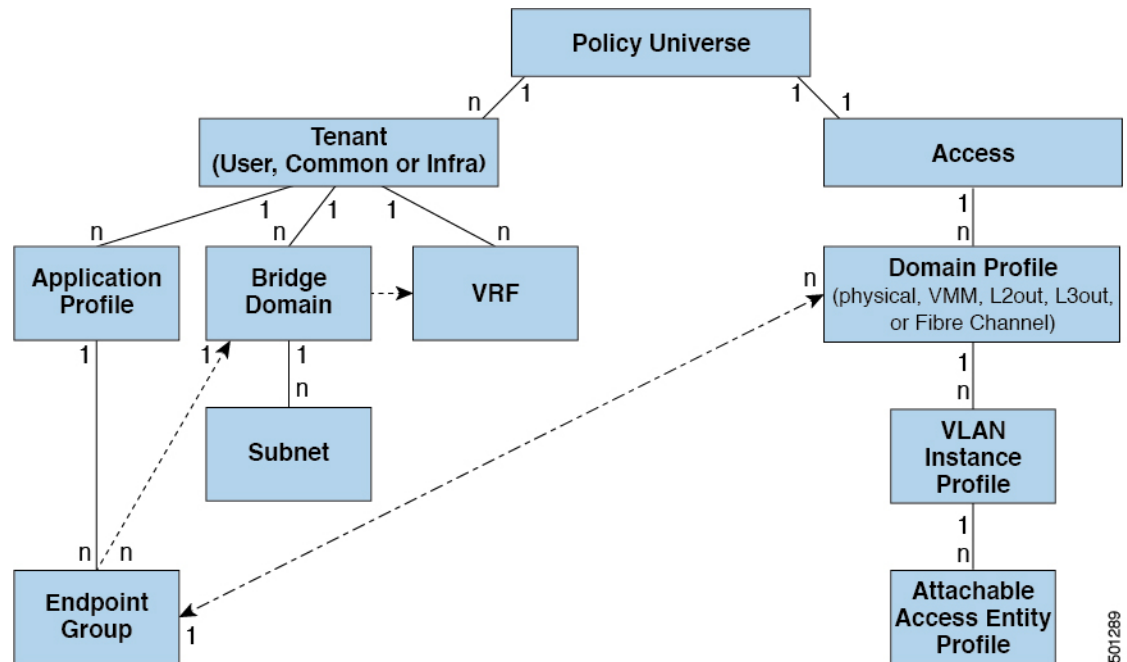 Policy Universe
n
1
1
1
Tenant
(User, Common or Infra)
Access
1
1
1
1
n
n
n
n
Application
Profile
Bridge
Domain
VRF
n
Domain Profile
(physical, VMM, L2out, L3out,
or Fibre Channel)
1
1
1
1
n
n
Subnet
VLAN
Instance
Profile
n
n
1
n
Endpoint
Group
1
Attachable
Access Entity
Profile
501289